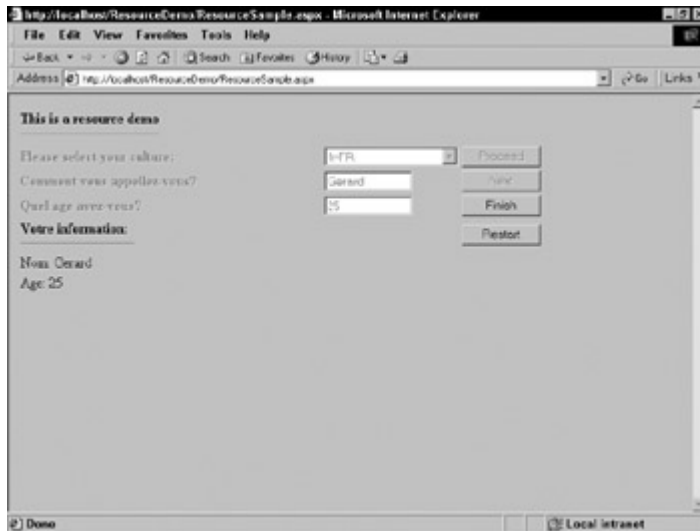 http://localhost/ResourceDemo/ResourceSample.aspx - Microsoft Internet Explorer
File Edit View Favorites Tools Help
Back Search Favorites History
Address http://localhost/ResourceDemo/ResourceSample.aspx Go Links
This is a resource demo
Please select your culture: fr-FR Proceed
Comment vous appellez-vous? Gerard
Quel age avez-vous? 25 Finish
Votre information: Restart
Nom: Gerard
Age: 25
Done Local intranet